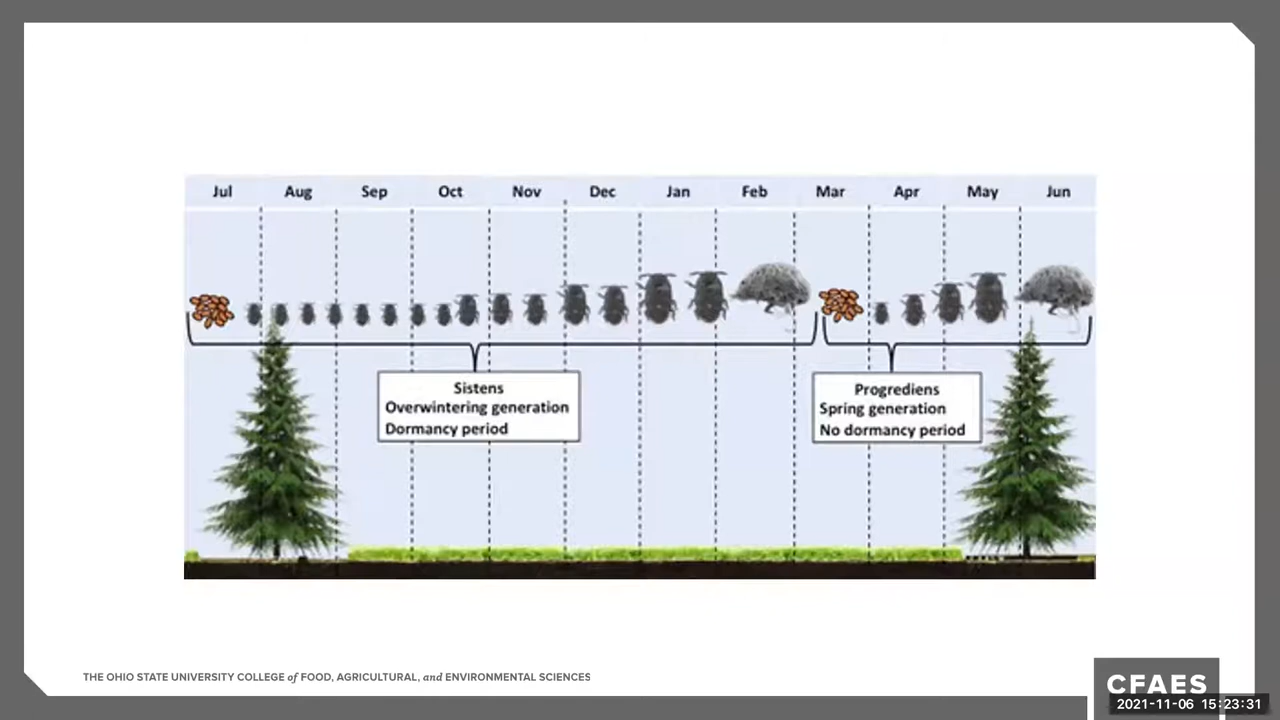 Jul Aug Sep Oct Nov Dec Jan Feb Mar Apr May Jun
Sistens
Overwintering generation
Dormancy period
Progrediens
Spring generation
No dormancy period
THE OHIO STATE UNIVERSITY COLLEGE of FOOD, AGRICULTURAL, and ENVIRONMENTAL SCIENCES
CFAES
2021-11-06 15:23:31